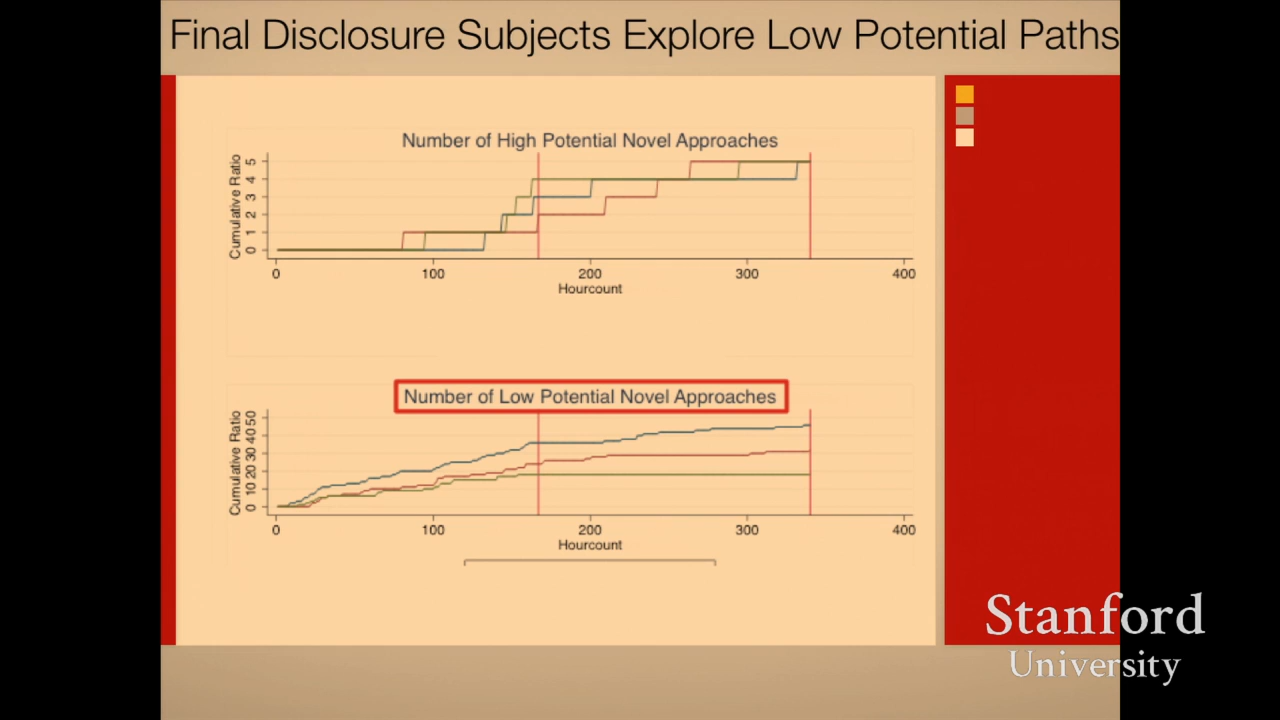 Final Disclosure Subjects Explore Low Potential Paths
Number of High Potential Novel Approaches
Cumulative Ratio
0 1 2 3 4 5
0 100 200 300 400
Hourcount
Number of Low Potential Novel Approaches
Cumulative Ratio
0 10 20 30 40 50
0 100 200 300 400
Hourcount
Stanford
University